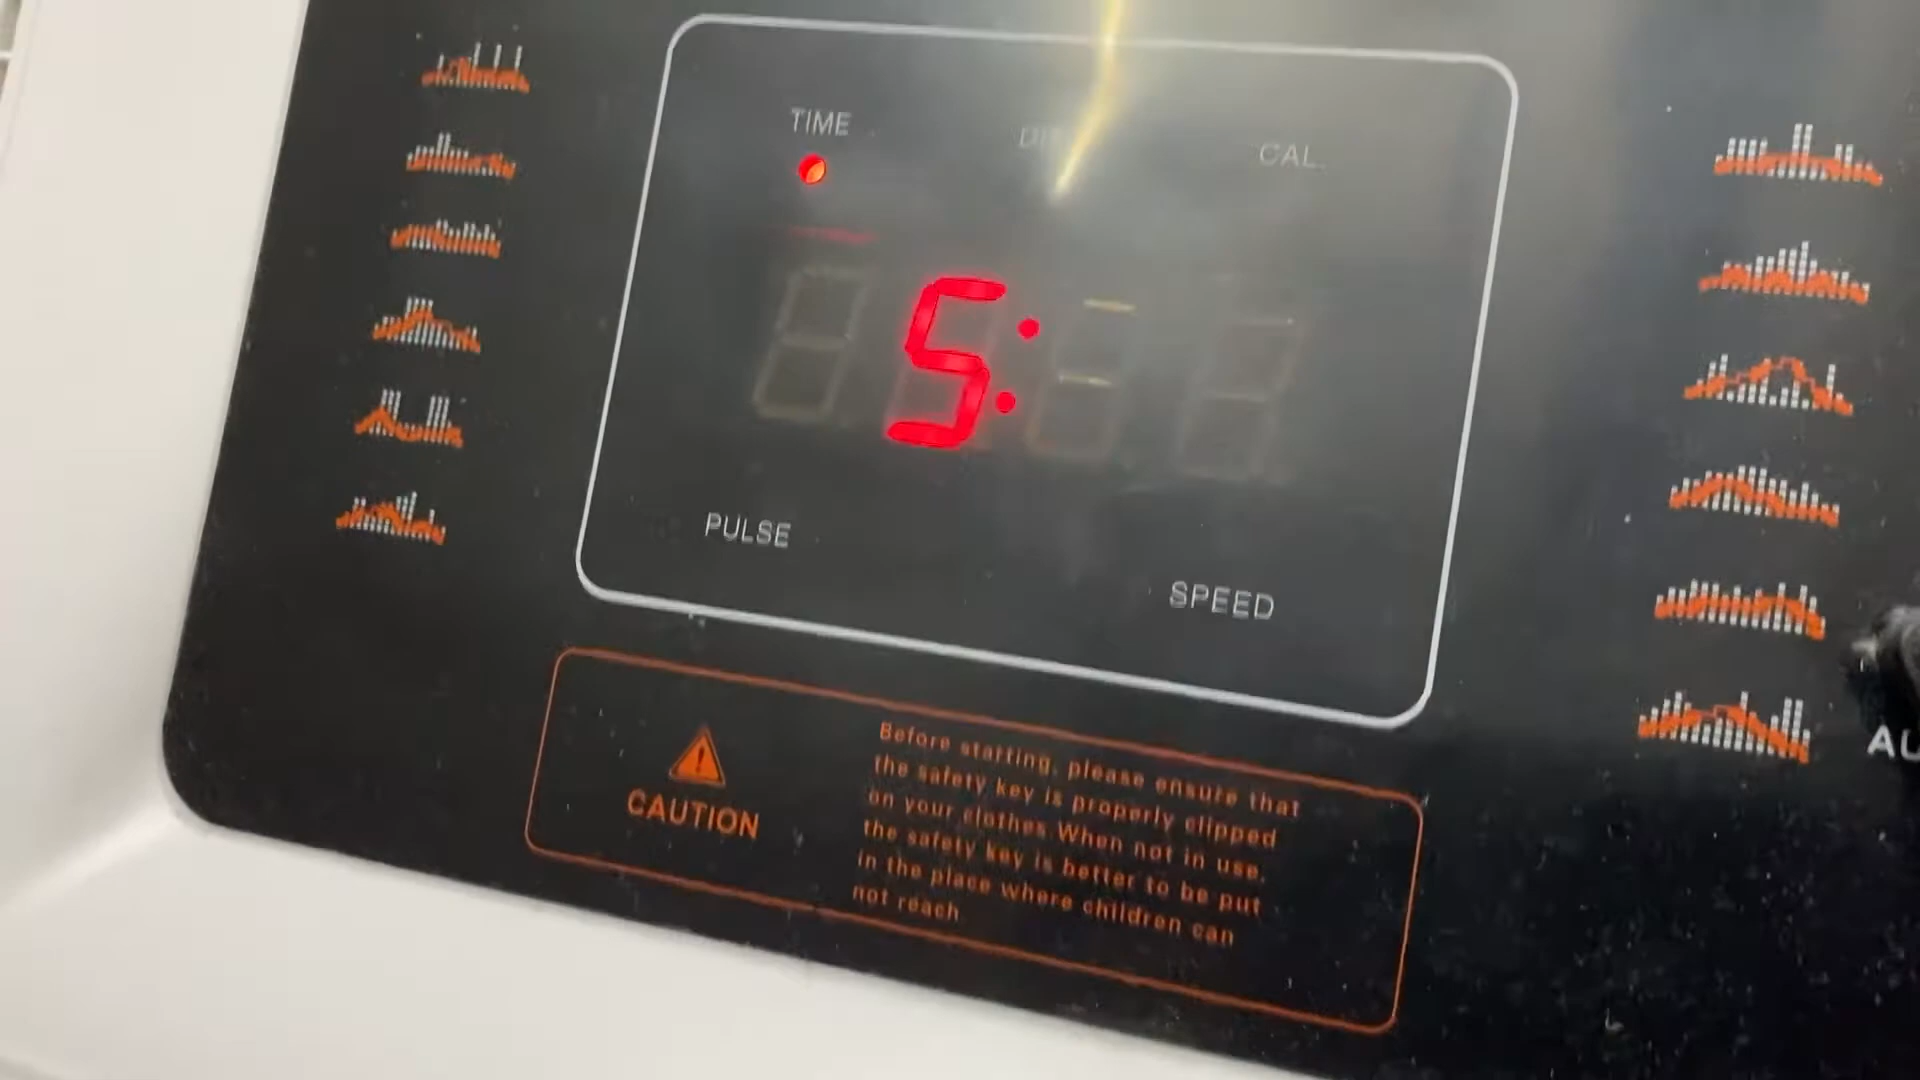 TIME
CAL
5:
PULSE
SPEED
CAUTION
Before starting, please ensure that
the safety key is properly clipped
on your clothes.When not in use,
the safety key is better to be put
in the place where children can
not reach